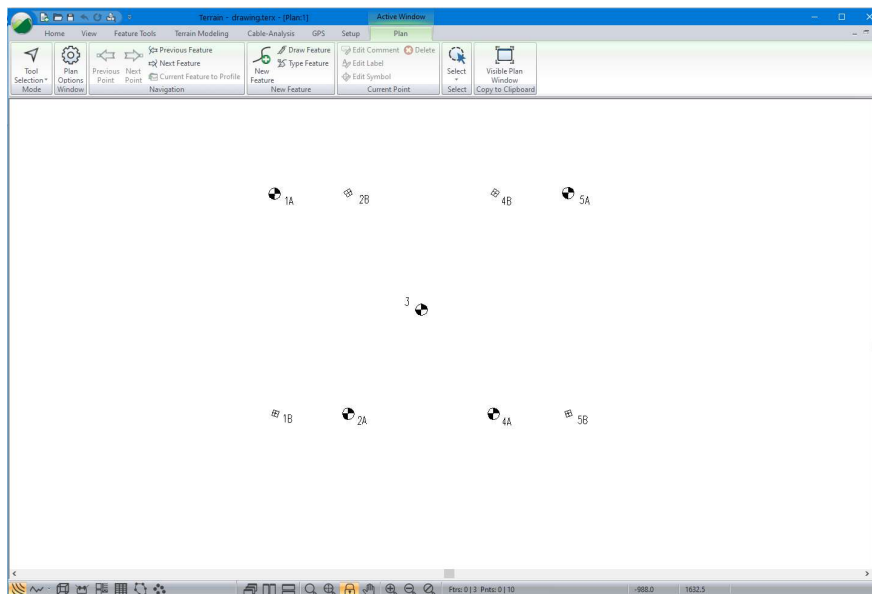 Terrain - drawing.terx - [Plan:1]
Active Window
Home View Feature Tools Terrain Modeling Cable-Analysis GPS Setup Plan
Tool Selection Mode
Plan Options Window
Previous Point
Next Point
Previous Feature
Next Feature
Current Feature to Profile
Navigation
New Feature
Draw Feature
Type Feature
New Feature
Edit Comment Delete
Edit Label
Edit Symbol
Current Point
Select
Select
Visible Plan Window
Copy to Clipboard
1A 2B 4B 5A
3
1B 2A 4A 5B
Ftrs: 0 | 3 Pnts: 0 | 10 -988.0 1632.5